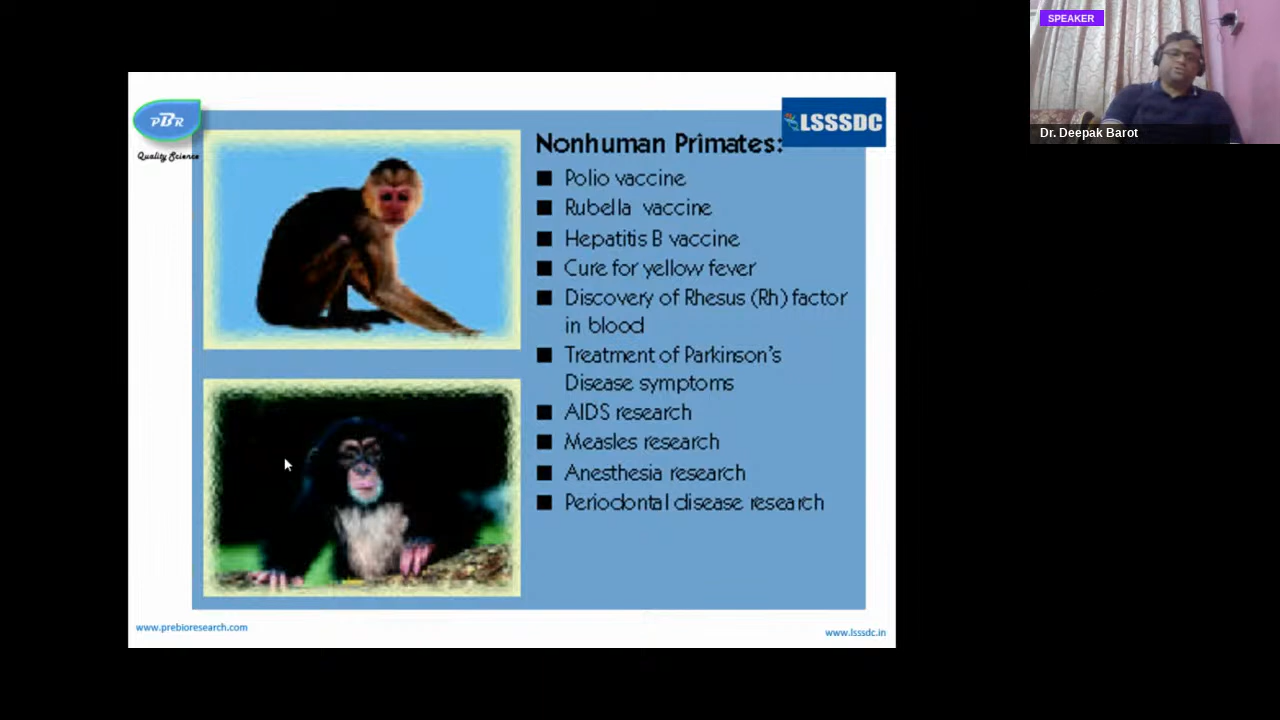 SPEAKER
Dr. Deepak Barot
PBR
Quality Science
LSSSDC
Nonhuman Primates:
Polio vaccine
Rubella vaccine
Hepatitis B vaccine
Cure for yellow fever
Discovery of Rhesus (Rh) factor
in blood
Treatment of Parkinson's
Disease symptoms
AIDS research
Measles research
Anesthesia research
Periodontal disease research
www.prebioresearch.com
www.lsssdc.in